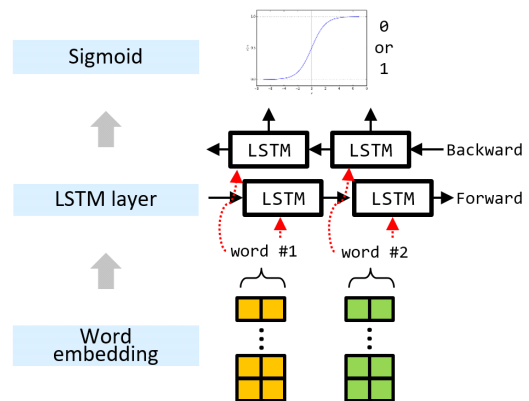 Sigmoid
0
or
1
LSTM
LSTM
Backward
LSTM layer
LSTM
LSTM
Forward
word #1
word #2
Word
embedding